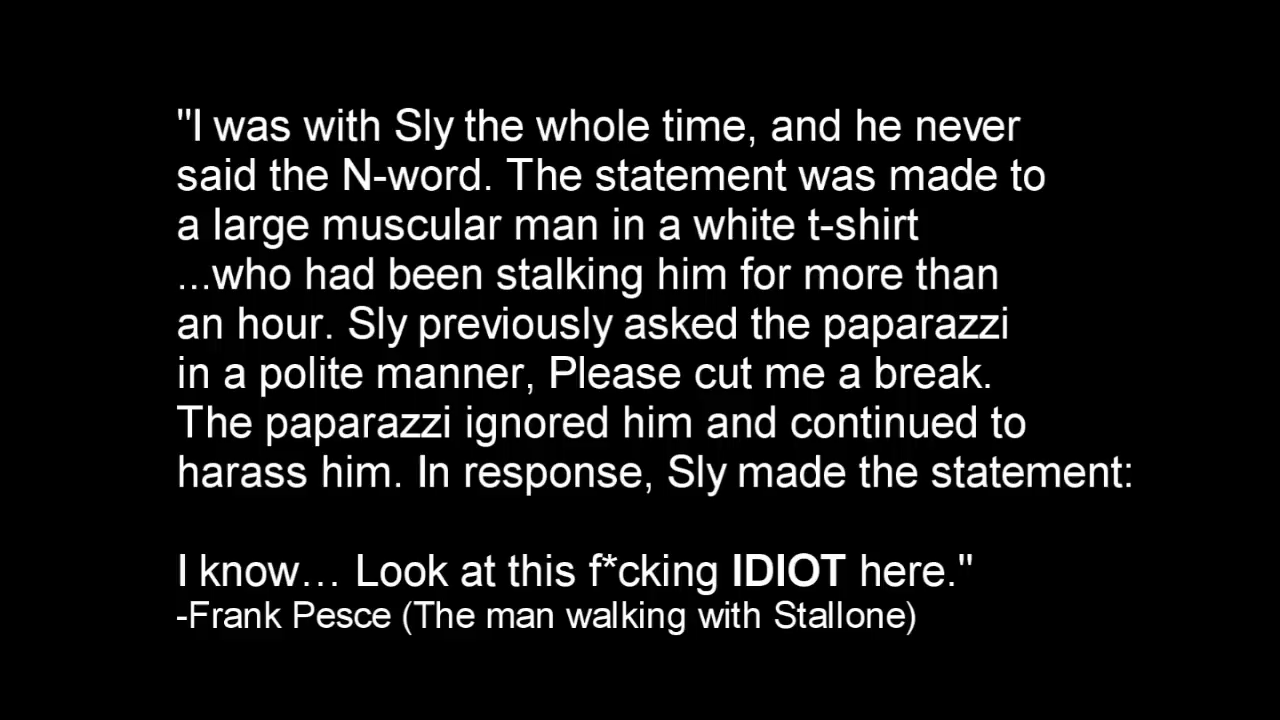 "I was with Sly the whole time, and he never
said the N-word. The statement was made to
a large muscular man in a white t-shirt
...who had been stalking him for more than
an hour. Sly previously asked the paparazzi
in a polite manner, Please cut me a break.
The paparazzi ignored him and continued to
harass him. In response, Sly made the statement:
I know… Look at this f*cking IDIOT here."
-Frank Pesce (The man walking with Stallone)